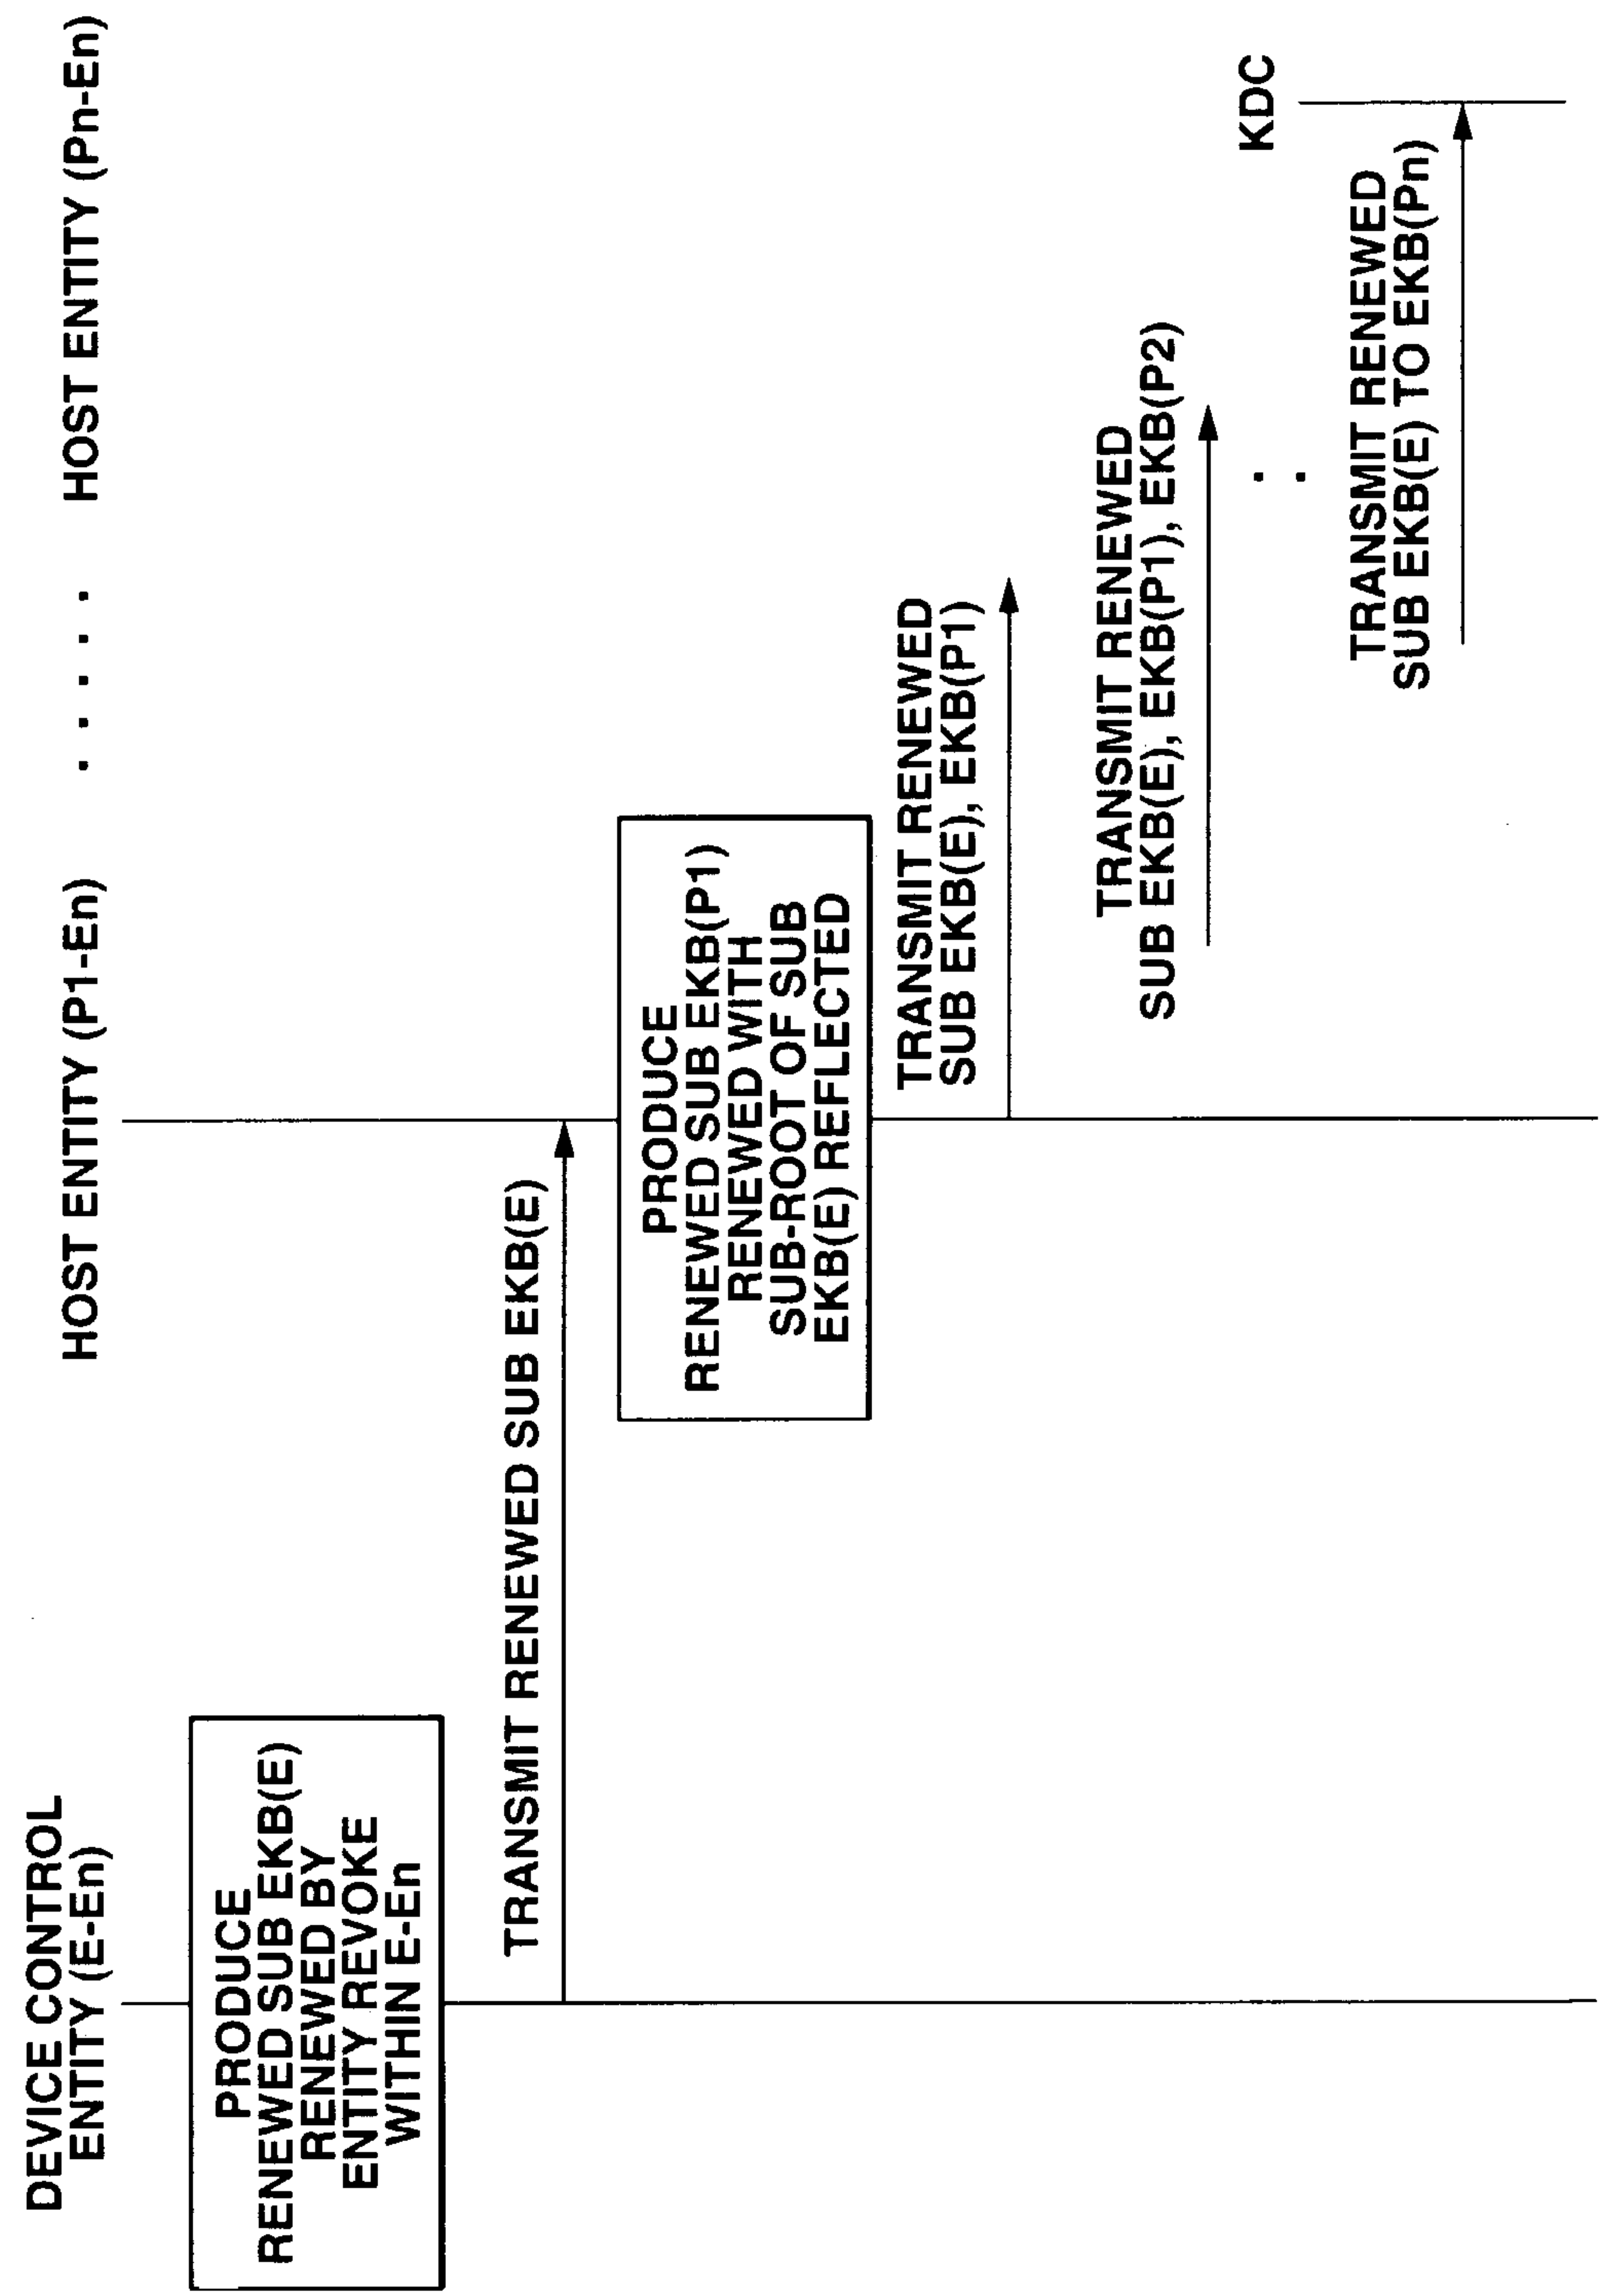 DEVICE CONTROL
ENTITY (E-En)
HOST ENTITY (P1-En)
. . . . .
HOST ENTITY (Pn-En)
PRODUCE
RENEWED SUB EKB(E)
RENEWED BY
ENTITY REVOKE
WITHIN E-En
TRANSMIT RENEWED SUB EKB(E)
PRODUCE
RENEWED SUB EKB(P1)
RENEWED WITH
SUB-ROOT OF SUB
EKB(E) REFLECTED
TRANSMIT RENEWED
SUB EKB(E), EKB(P1)
TRANSMIT RENEWED
SUB EKB(E), EKB(P1), EKB(P2)
. .
KDC
TRANSMIT RENEWED
SUB EKB(E) TO EKB(Pn)